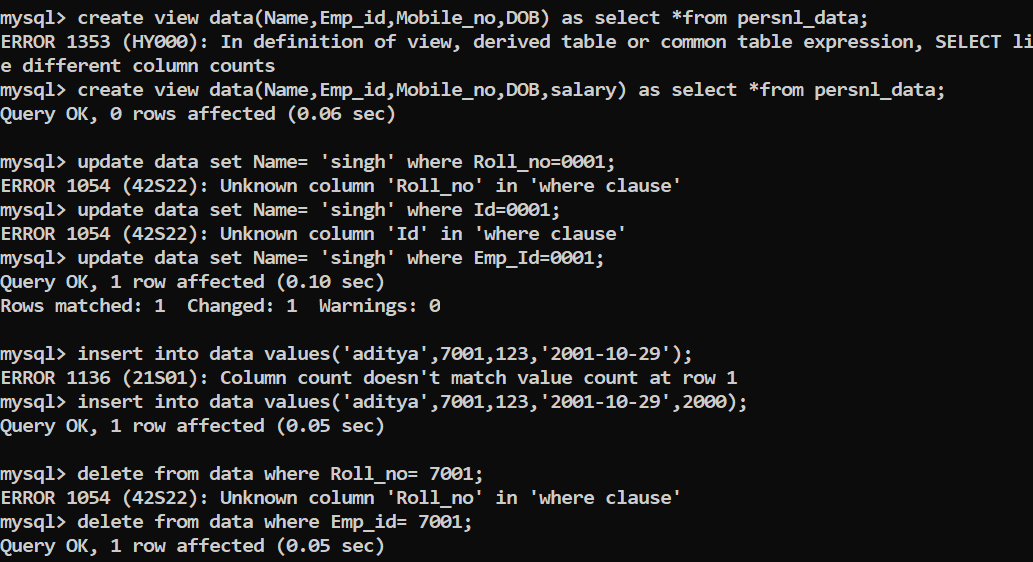 mysql> create view data(Name,Emp_id,Mobile_no,DOB) as select *from persnl_data;
ERROR 1353 (HY000): In definition of view, derived table or common table expression, SELECT li
e different column counts
mysql> create view data(Name,Emp_id,Mobile_no,DOB,salary) as select *from persnl_data;
Query OK, 0 rows affected (0.06 sec)
mysql> update data set Name= 'singh' where Roll_no=0001;
ERROR 1054 (42S22): Unknown column 'Roll_no' in 'where clause'
mysql> update data set Name= 'singh' where Id=0001;
ERROR 1054 (42S22): Unknown column 'Id' in 'where clause'
mysql> update data set Name= 'singh' where Emp_Id=0001;
Query OK, 1 row affected (0.10 sec)
Rows matched: 1  Changed: 1  Warnings: 0
mysql> insert into data values('aditya',7001,123,'2001-10-29');
ERROR 1136 (21S01): Column count doesn't match value count at row 1
mysql> insert into data values('aditya',7001,123,'2001-10-29',2000);
Query OK, 1 row affected (0.05 sec)
mysql> delete from data where Roll_no= 7001;
ERROR 1054 (42S22): Unknown column 'Roll_no' in 'where clause'
mysql> delete from data where Emp_id= 7001;
Query OK, 1 row affected (0.05 sec)